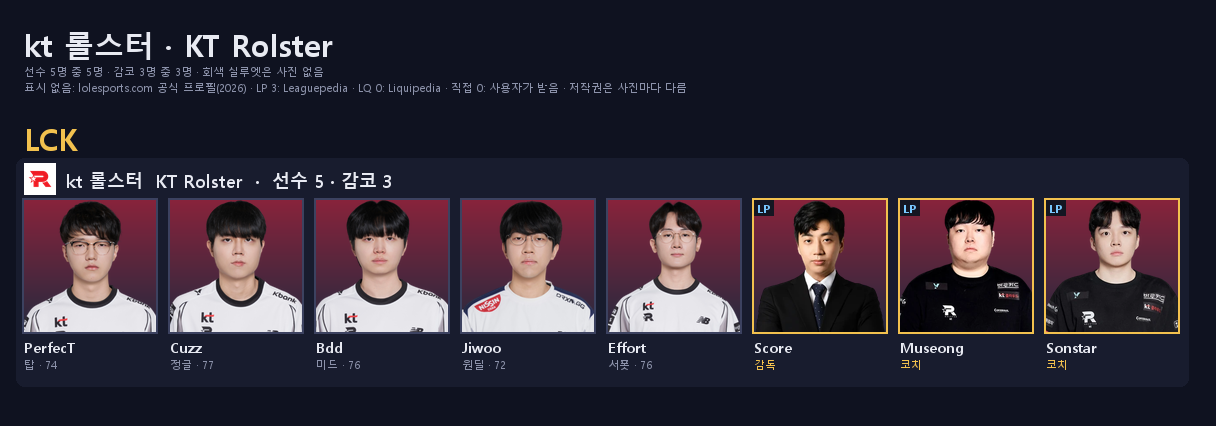 kt 롤스터 · KT Rolster
선수 5명 중 5명 · 감코 3명 중 3명 · 회색 실루엣은 사진 없음
표시 없음: lolesports.com 공식 프로필(2026) · LP 3: Leaguepedia · LQ 0: Liquipedia · 직접 0: 사용자가 받음 · 저작권은 사진마다 다름
LCK
kt 롤스터 KT Rolster · 선수 5 · 감코 3
LP
LP
LP
kt
kt
kt
NONGSHIM
kt
PerfecT
Cuzz
Bdd
Jiwoo
Effort
Score
Museong
Sonstar
탑 · 74
정글 · 77
미드 · 76
원딜 · 72
서폿 · 76
감독
코치
코치